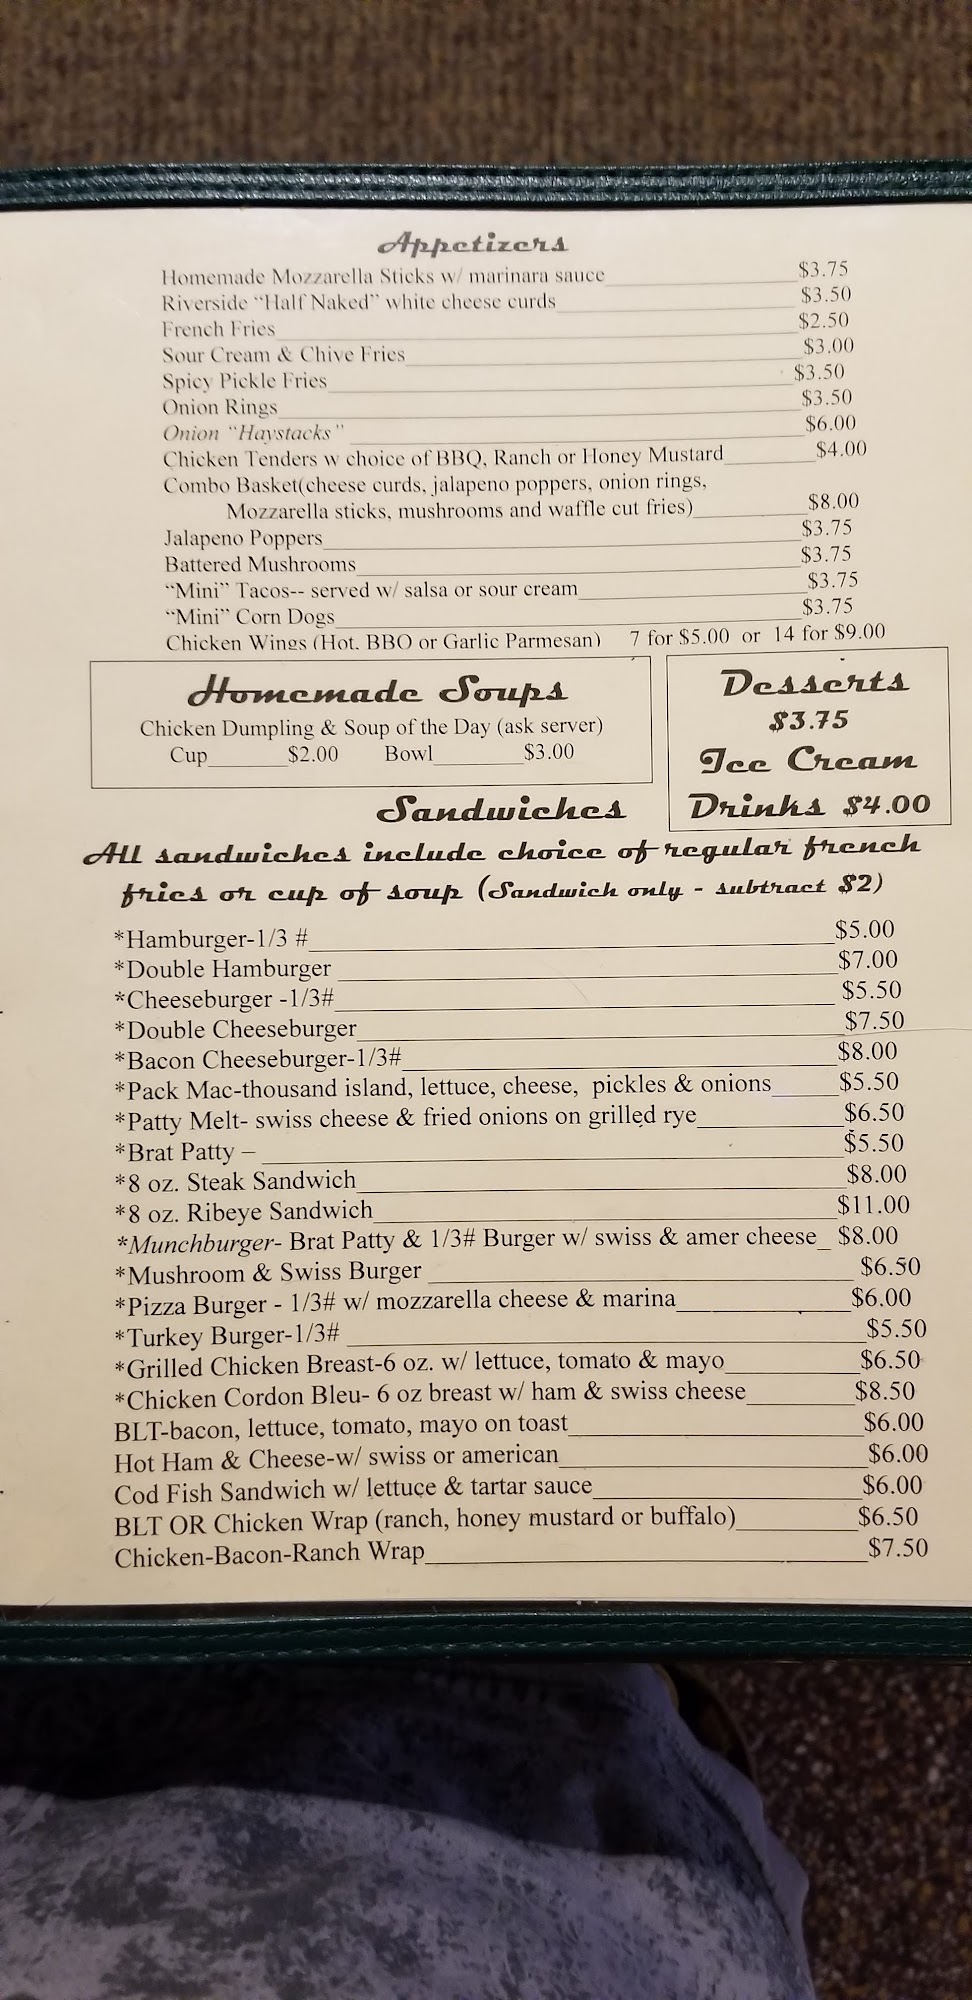 Appetizers
Homemade Mozzarella Sticks w/ marinara sauce $3.75
Riverside "Half Naked" white cheese curds $3.50
French Fries $2.50
Sour Cream & Chive Fries $3.00
Spicy Pickle Fries $3.50
Onion Rings $3.50
Onion "Haystacks" $6.00
Chicken Tenders w choice of BBQ, Ranch or Honey Mustard $4.00
Combo Basket(cheese curds, jalapeno poppers, onion rings,
Mozzarella sticks, mushrooms and waffle cut fries) $8.00
Jalapeno Poppers $3.75
Battered Mushrooms $3.75
"Mini" Tacos-- served w/ salsa or sour cream $3.75
"Mini" Corn Dogs $3.75
Chicken Wings (Hot, BBQ or Garlic Parmesan) 7 for $5.00 or 14 for $9.00
Homemade Soups
Chicken Dumpling & Soup of the Day (ask server)
Cup $2.00 Bowl $3.00
Desserts
$3.75
Ice Cream
Drinks $4.00
Sandwiches
All sandwiches include choice of regular french
fries or cup of soup (Sandwich only - subtract $2)
*Hamburger-1/3 # $5.00
*Double Hamburger $7.00
*Cheeseburger -1/3# $5.50
*Double Cheeseburger $7.50
*Bacon Cheeseburger-1/3# $8.00
*Pack Mac-thousand island, lettuce, cheese, pickles & onions $5.50
*Patty Melt- swiss cheese & fried onions on grilled rye $6.50
*Brat Patty – $5.50
*8 oz. Steak Sandwich $8.00
*8 oz. Ribeye Sandwich $11.00
*Munchburger- Brat Patty & 1/3# Burger w/ swiss & amer cheese $8.00
*Mushroom & Swiss Burger $6.50
*Pizza Burger - 1/3# w/ mozzarella cheese & marina $6.00
*Turkey Burger-1/3# $5.50
*Grilled Chicken Breast-6 oz. w/ lettuce, tomato & mayo $6.50
*Chicken Cordon Bleu- 6 oz breast w/ ham & swiss cheese $8.50
BLT-bacon, lettuce, tomato, mayo on toast $6.00
Hot Ham & Cheese-w/ swiss or american $6.00
Cod Fish Sandwich w/ lettuce & tartar sauce $6.00
BLT OR Chicken Wrap (ranch, honey mustard or buffalo) $6.50
Chicken-Bacon-Ranch Wrap $7.50